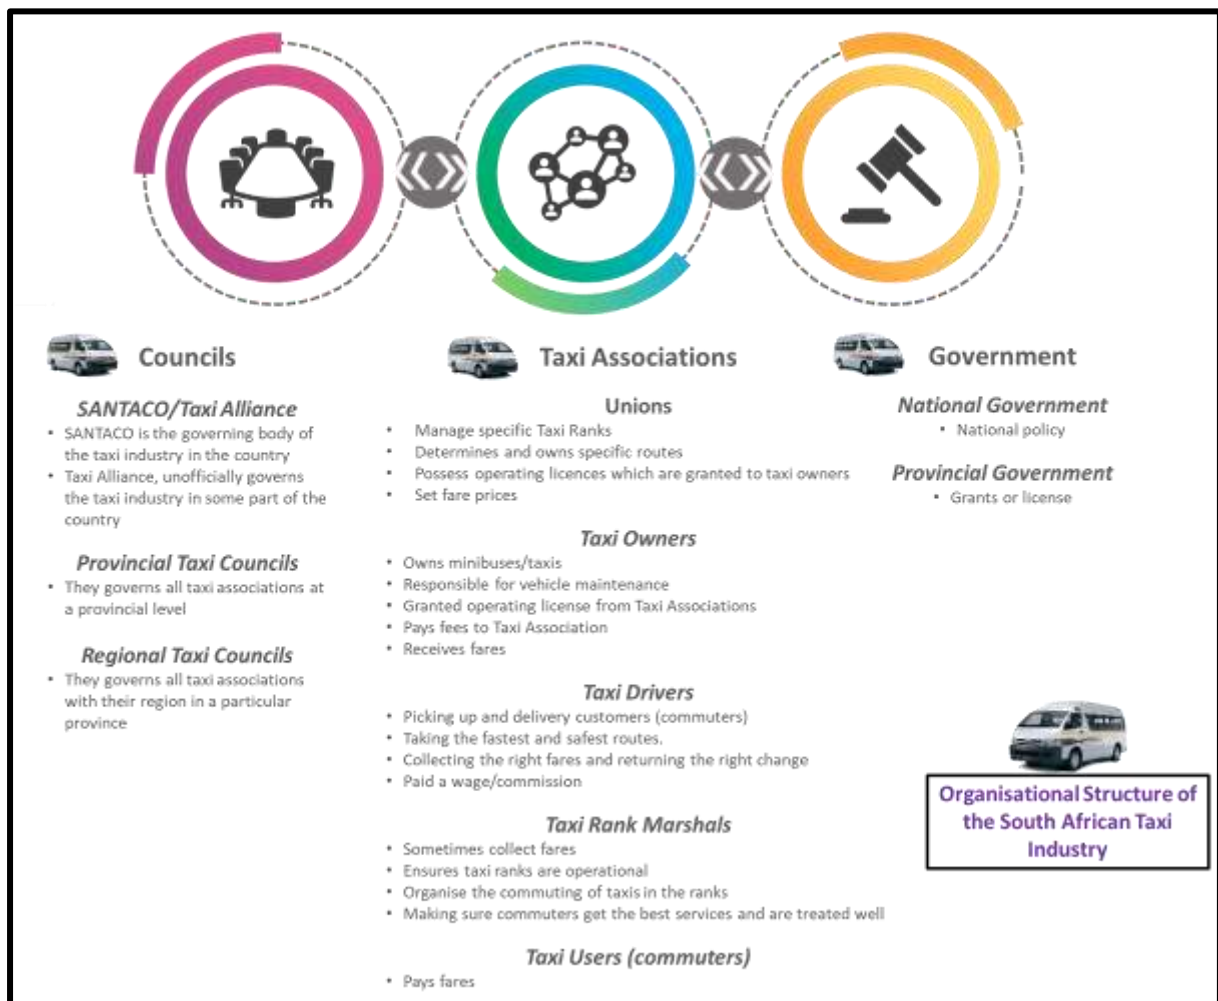 Councils
SANTACO/Taxi Alliance
• SANTACO is the governing body of
the taxi industry in the country
• Taxi Alliance, unofficially governs
the taxi industry in some part of the
country
Provincial Taxi Councils
• They governs all taxi associations at
a provincial level
Regional Taxi Councils
• They governs all taxi associations
with their region in a particular
province
Taxi Associations
Unions
• Manage specific Taxi Ranks
• Determines and owns specific routes
• Possess operating licences which are granted to taxi owners
• Set fare prices
Taxi Owners
• Owns minibuses/taxis
• Responsible for vehicle maintenance
• Granted operating license from Taxi Associations
• Pays fees to Taxi Association
• Receives fares
Taxi Drivers
• Picking up and delivery customers (commuters)
• Taking the fastest and safest routes.
• Collecting the right fares and returning the right change
• Paid a wage/commission
Taxi Rank Marshals
• Sometimes collect fares
• Ensures taxi ranks are operational
• Organise the commuting of taxis in the ranks
• Making sure commuters get the best services and are treated well
Taxi Users (commuters)
• Pays fares
Government
National Government
• National policy
Provincial Government
• Grants or license
Organisational Structure of
the South African Taxi
Industry